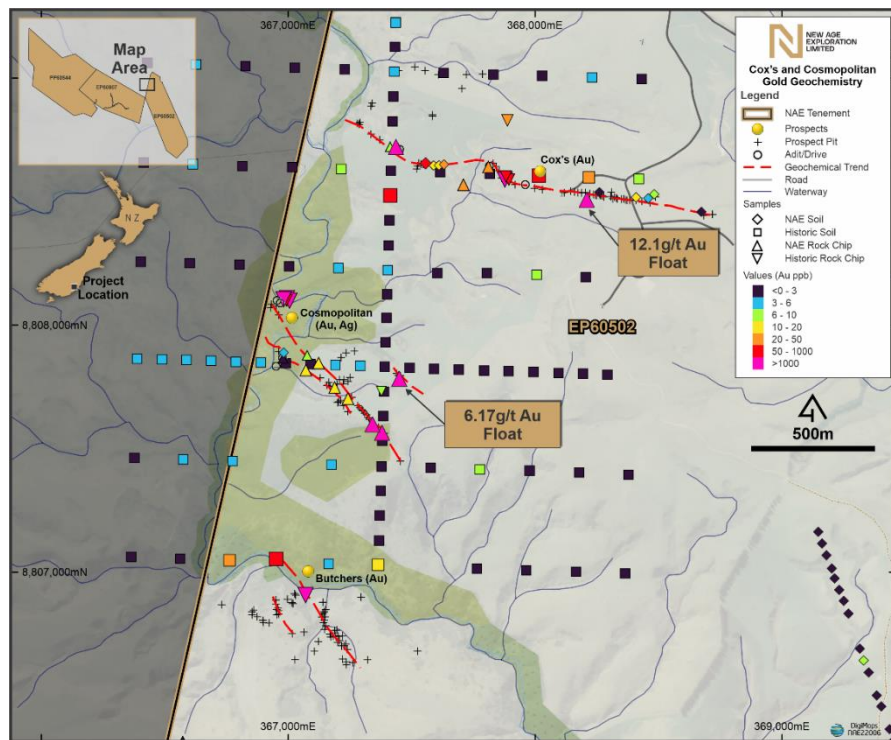 367,000mE
368,000mE
Map
Area
PP60544
EP60807
EP60502
NEW AGE
EXPLORATION
LIMITED
Cox's and Cosmopolitan
Gold Geochemistry
Legend
NAE Tenement
Prospects
Prospect Pit
Adit/Drive
Geochemical Trend
Road
Waterway
Samples
NAE Soil
Historic Soil
NAE Rock Chip
Historic Rock Chip
Values (Au ppb)
<0 - 3
3 - 6
6 - 10
10 - 20
20 - 50
50 - 1000
>1000
Cox's (Au)
N Z
Project
Location
12.1g/t Au
Float
Cosmopolitan
(Au, Ag)
5,808,000mN
EP60502
6.17g/t Au
Float
500m
5,807,000mN
Butchers (Au)
367,000mE
369,000mE
DigiMaps
NAE22006